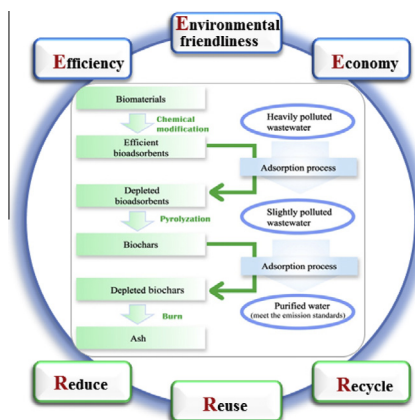 Environmental
friendliness
Efficiency
Economy
Biomaterials
Chemical
modification
Efficient
bioadsorbents
Depleted
bioadsorbents
Pyrolyzation
Biochars
Depleted biochars
Burn
Ash
Heavily polluted
wastewater
Adsorption process
Slightly polluted
wastewater
Adsorption process
Purified water
(meet the emission standards)
Reduce
Reuse
Recycle